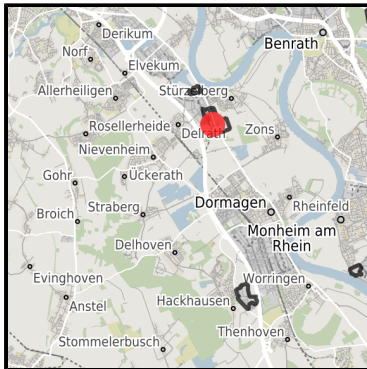 Derikum
Benrath
Norf
Elvekum
Allerheiligen
Stürzelberg
Rosellerheide
Delrath
Zons
Nievenheim
Gohr
Ückerath
Straberg
Dormagen
Rheinfeld
Broich
Monheim am
Rhein
Delhoven
Evinghoven
Worringen
Anstel
Hackhausen
Thenhoven
Stommelerbusch